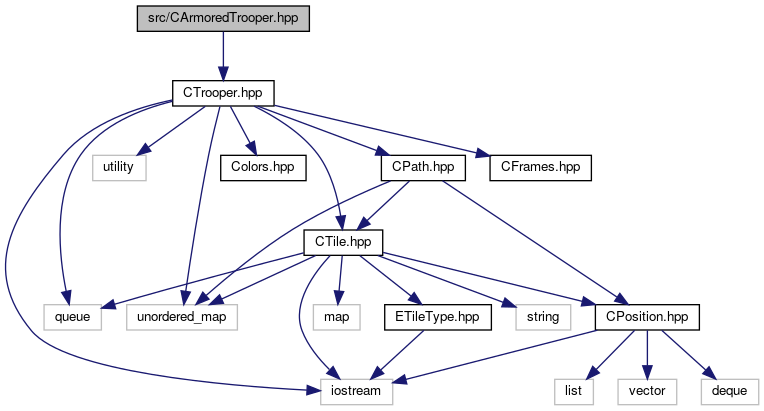 src/CArmoredTrooper.hpp
CTrooper.hpp
utility
Colors.hpp
CPath.hpp
CFrames.hpp
CTile.hpp
queue
unordered_map
map
ETileType.hpp
string
CPosition.hpp
iostream
list
vector
deque